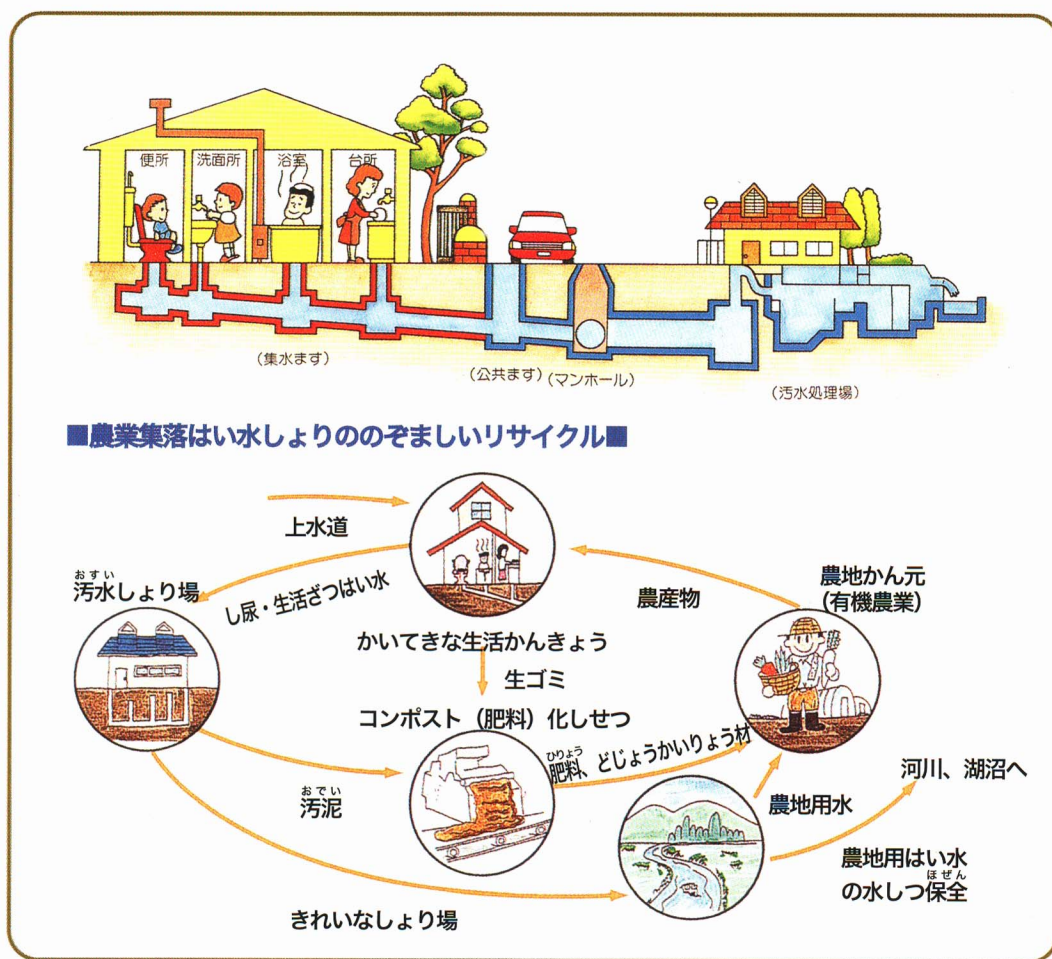 便所
洗面所
浴室
台所
(集水ます)
(公共ます)
(マンホール)
(汚水処理場)
■農業集落はい水しょりののぞましいリサイクル■
上水道
おすい
汚水しょり場
し尿・生活ざつはい水
農産物
農地かん元
(有機農業)
かいてきな生活かんきょう
生ゴミ
コンポスト（肥料）化しせつ
ひりょう
肥料、どじょうかいりょう材
河川、湖沼へ
おでい
汚泥
農地用水
農地用はい水
ほぜん
の水しつ保全
きれいなしょり場